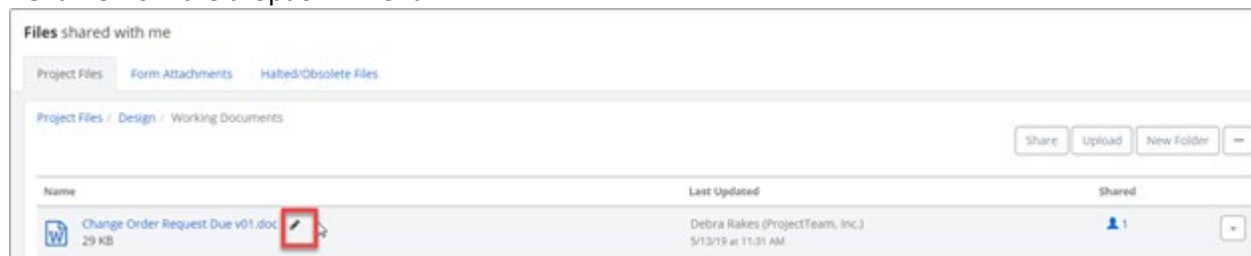 Files shared with me
Project Files Form Attachments Halted/Obsolete Files
Project Files / Design / Working Documents
Share Upload New Folder
Name Last Updated Shared
Change Order Request Due v01.doc Debra Rakes (ProjectTeam, Inc.) 1
29 KB 5/13/19 at 11:31 AM